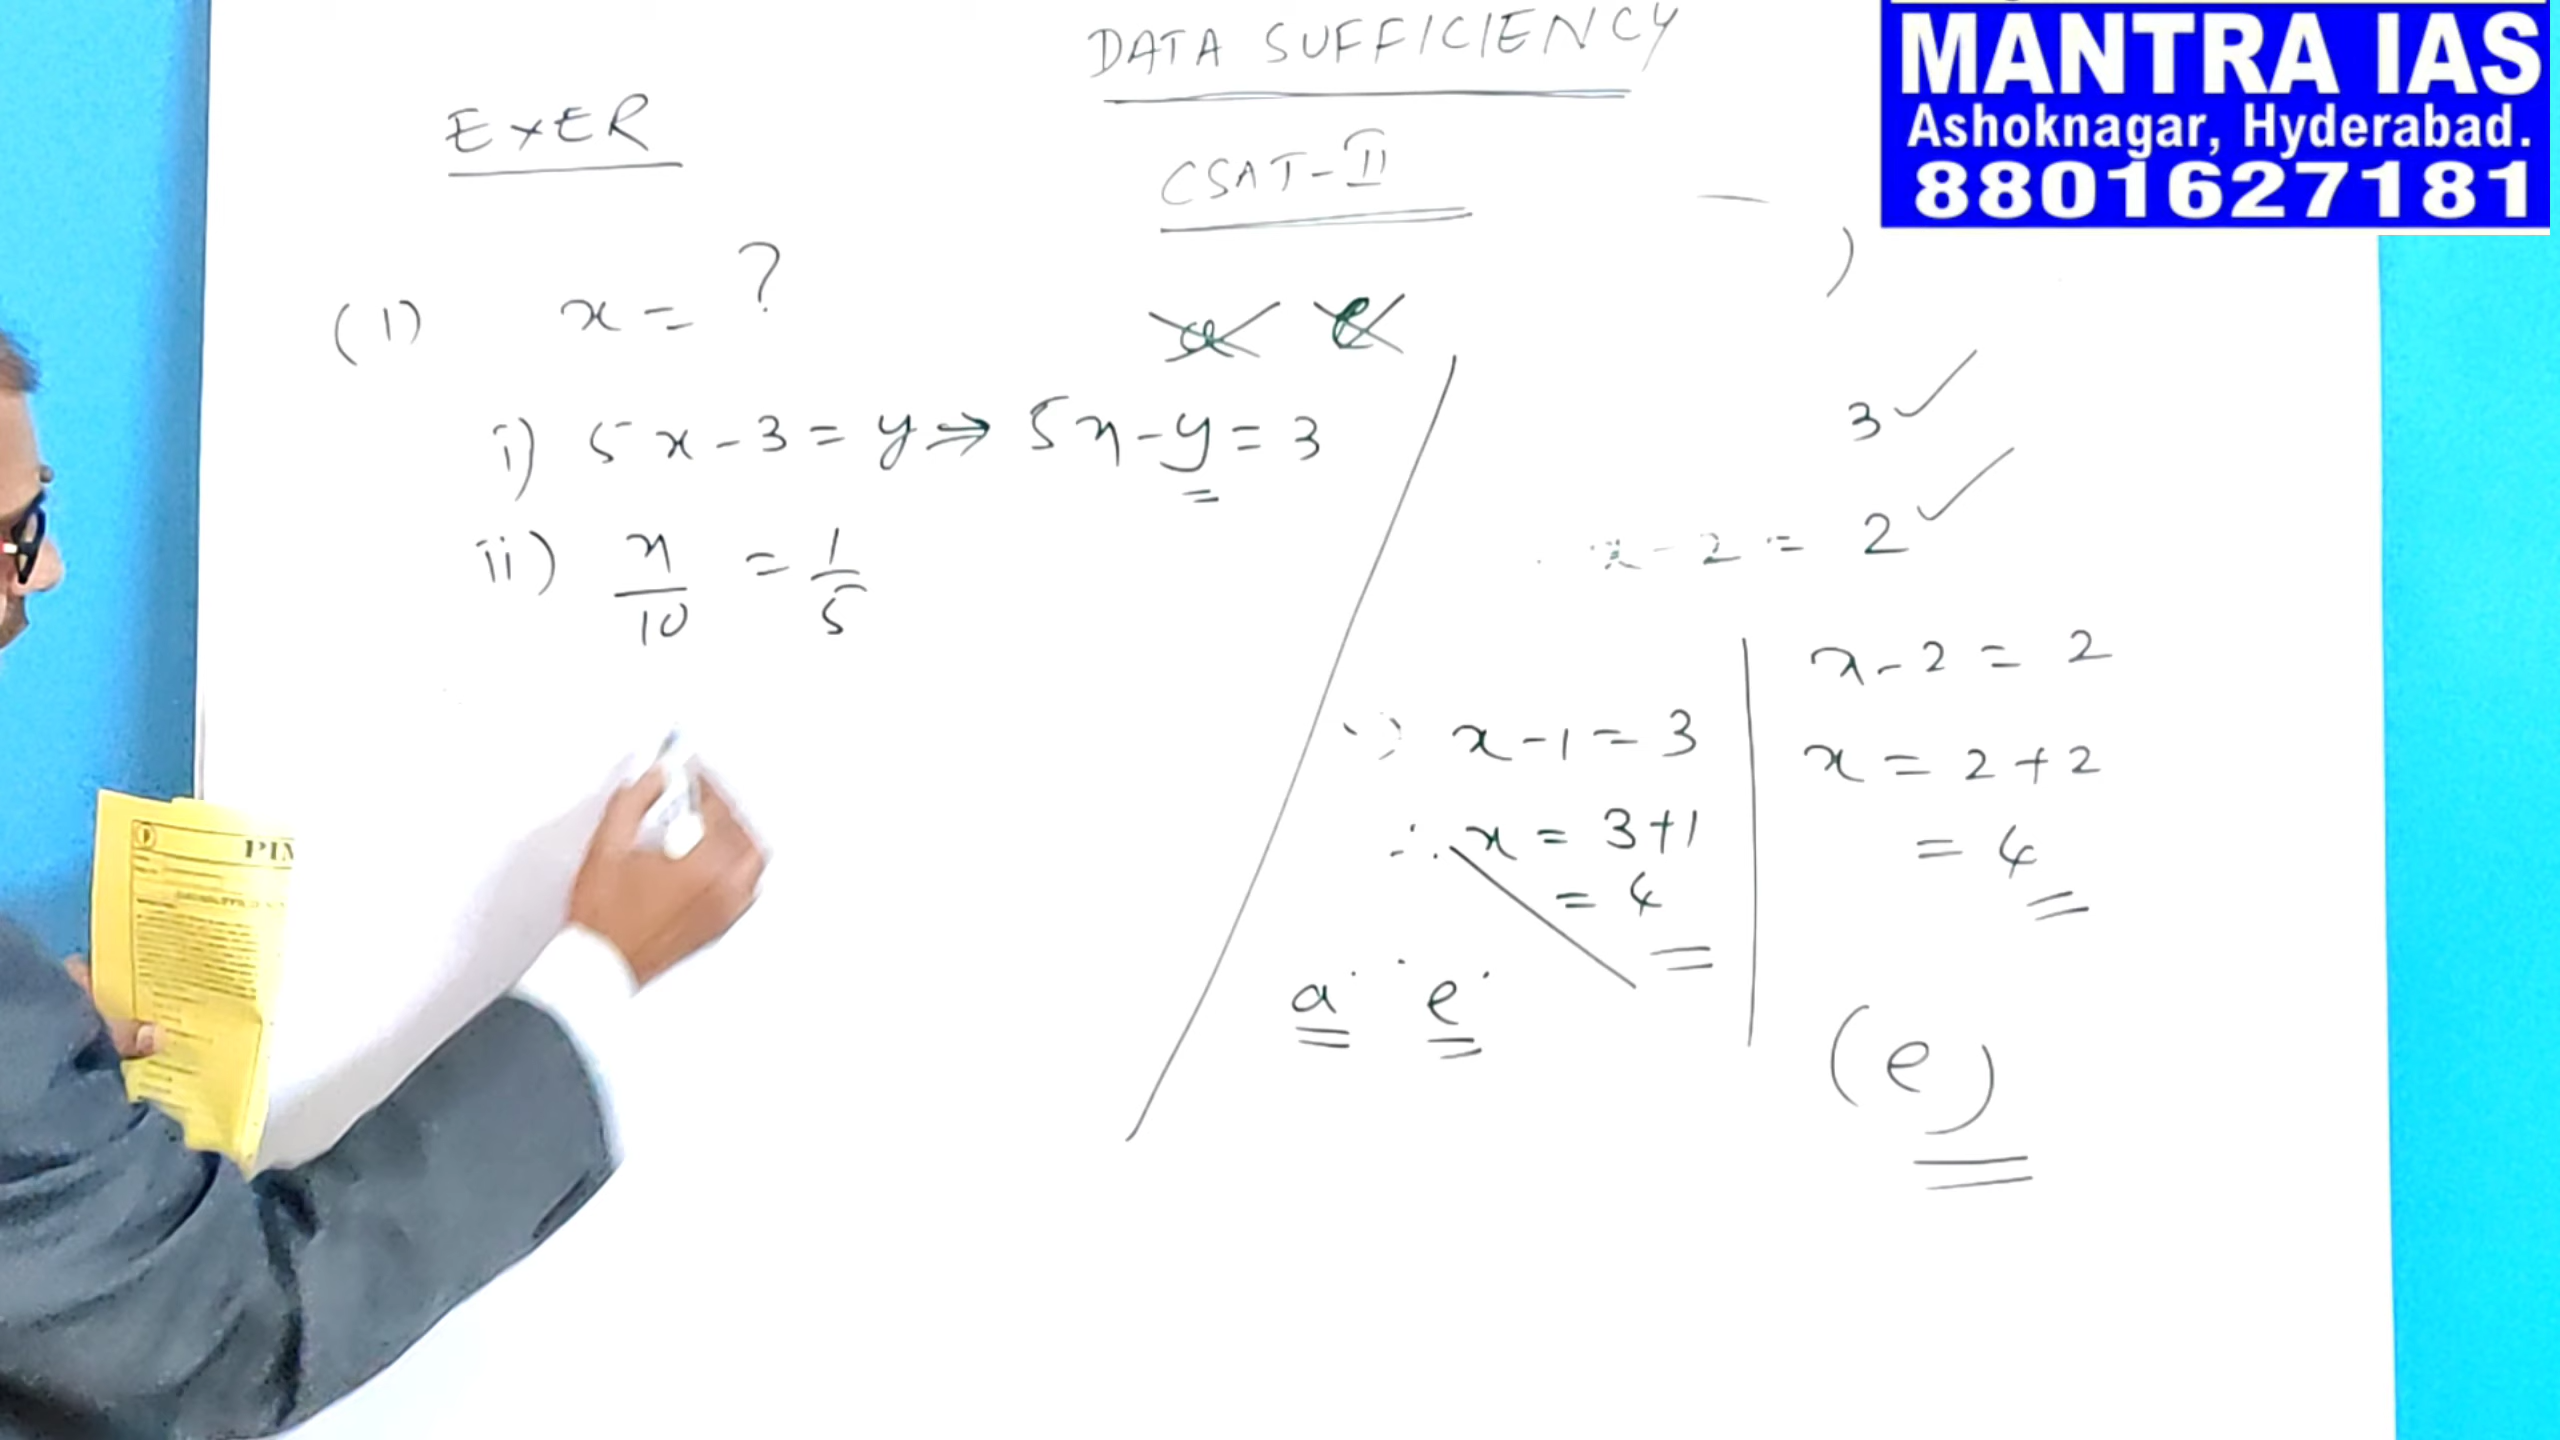 DATA SUFFICIENCY
CSAT-II
MANTRA IAS
Ashoknagar, Hyderabad.
8801627181
EXER
(1) x = ?
a e
i) 5x - 3 = y ⇒ 5x - y = 3
ii) x/10 = 1/5
3 ✓
x - 2 = 2 ✓
x - 1 = 3
∴ x = 3+1
= 4
a e
x - 2 = 2
x = 2+2
= 4
(e)
PIN